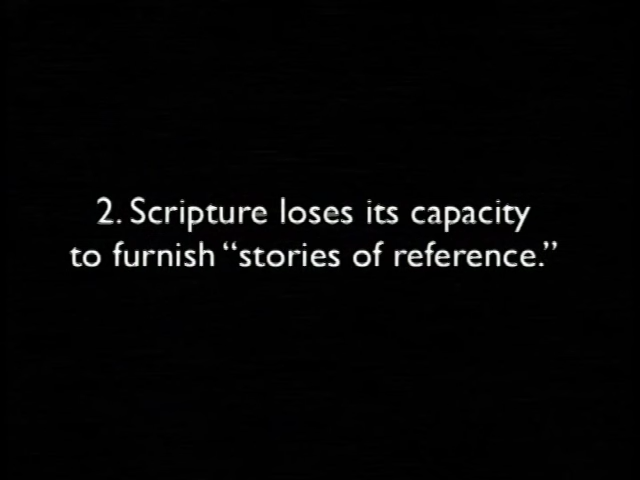 2. Scripture loses its capacity
to furnish “stories of reference.”